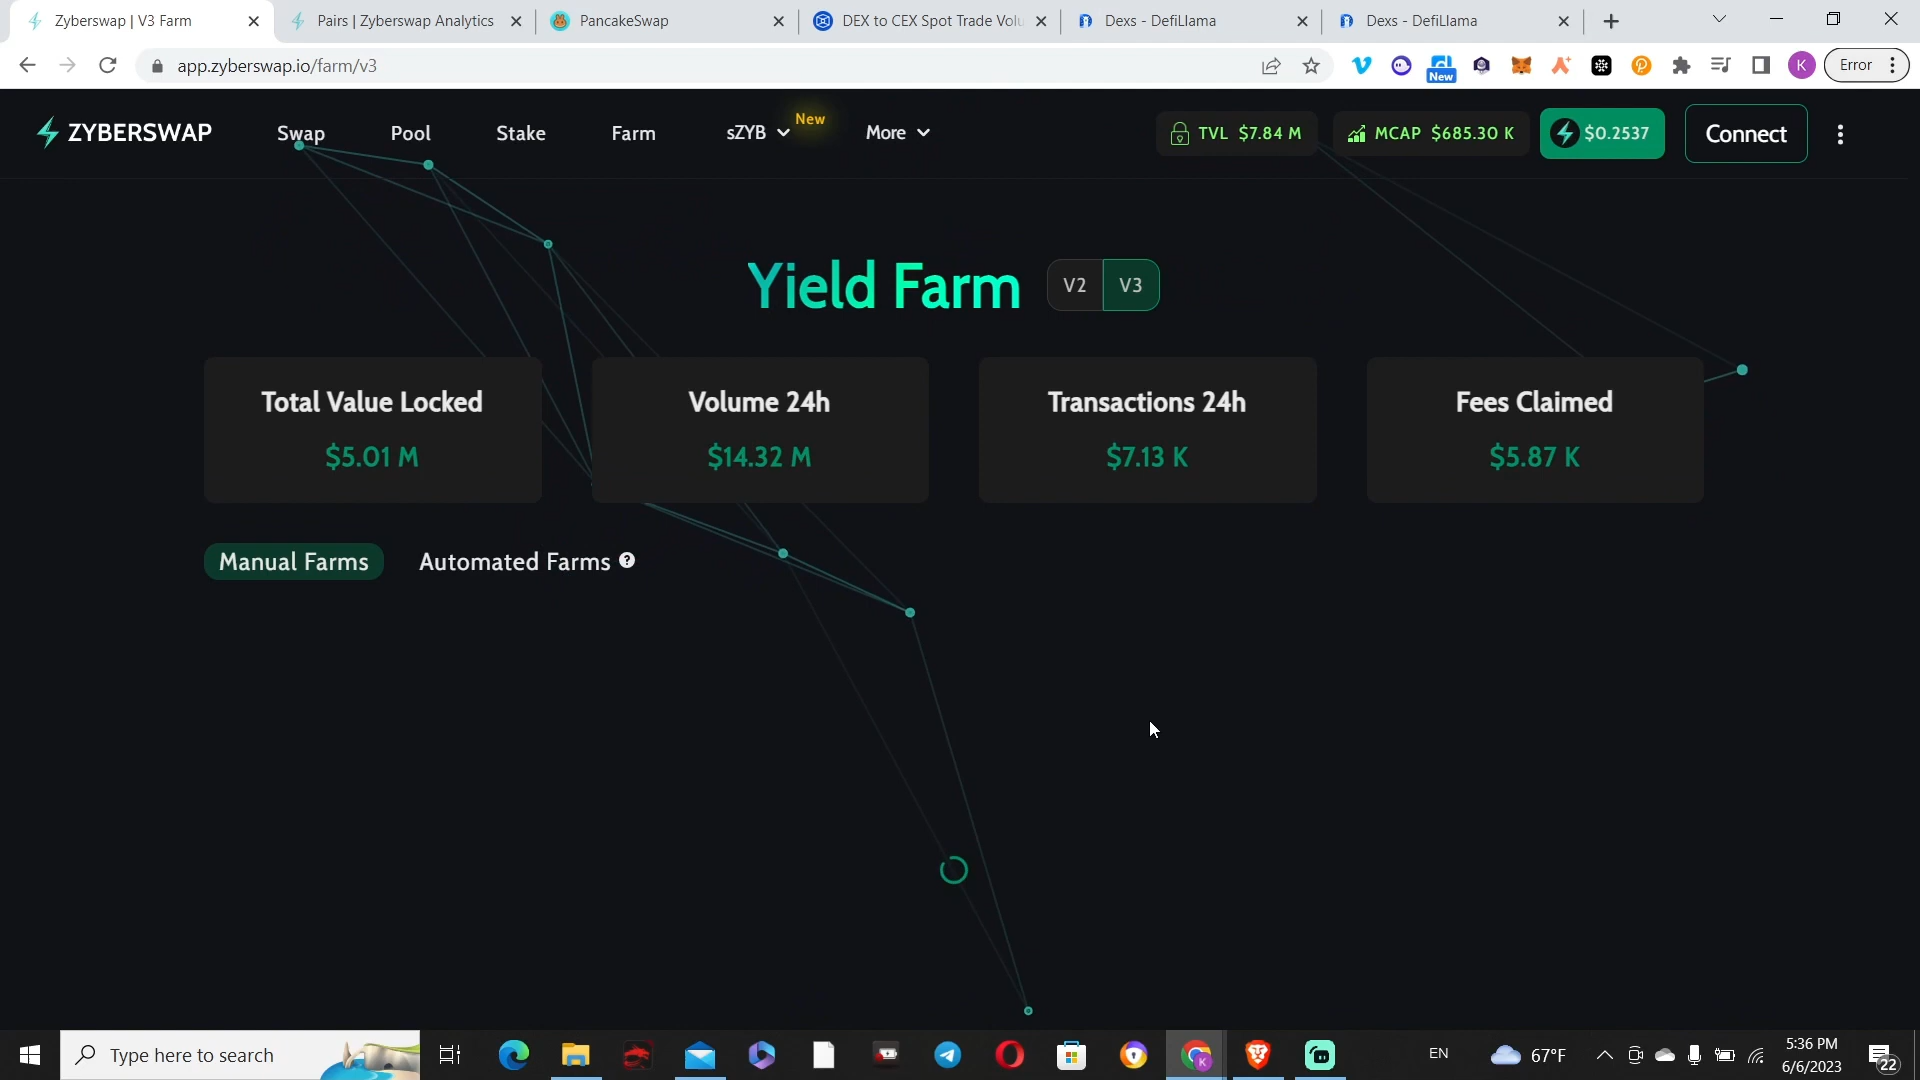 Zyberswap | V3 Farm
Pairs | Zyberswap Analytics
PancakeSwap
DEX to CEX Spot Trade Volu
Dexs - DefiLlama
Dexs - DefiLlama
app.zyberswap.io/farm/v3
New
K
Error
ZYBERSWAP
Swap
Pool
Stake
Farm
sZYB
New
More
TVL $7.84 M
MCAP $685.30 K
$0.2537
Connect
Yield Farm
V2
V3
Total Value Locked
$5.01 M
Volume 24h
$14.32 M
Transactions 24h
$7.13 K
Fees Claimed
$5.87 K
Manual Farms
Automated Farms ?
Type here to search
K
EN
67°F
5:36 PM
6/6/2023
22